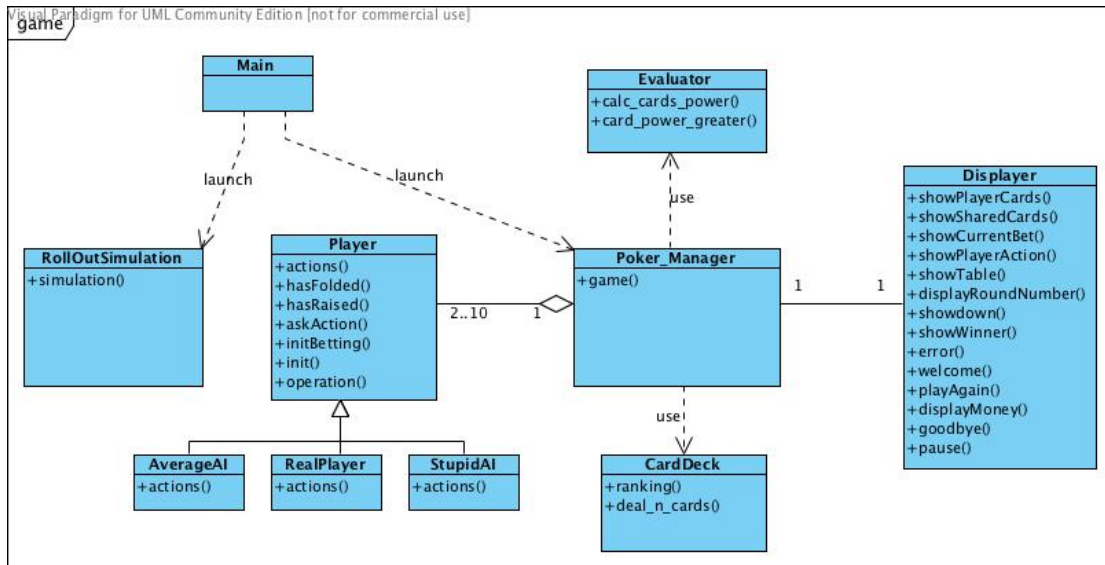 Visual Paradigm for UML Community Edition [not for commercial use]
game
Main
launch
launch
Evaluator
+calc_cards_power()
+card_power_greater()
use
RollOutSimulation
+simulation()
Player
+actions()
+hasFolded()
+hasRaised()
+askAction()
+initBetting()
+init()
+operation()
2..10
1
Poker_Manager
+game()
1
1
Displayer
+showPlayerCards()
+showSharedCards()
+showCurrentBet()
+showPlayerAction()
+showTable()
+displayRoundNumber()
+showdown()
+showWinner()
+error()
+welcome()
+playAgain()
+displayMoney()
+goodbye()
+pause()
use
AverageAI
+actions()
RealPlayer
+actions()
StupidAI
+actions()
CardDeck
+ranking()
+deal_n_cards()